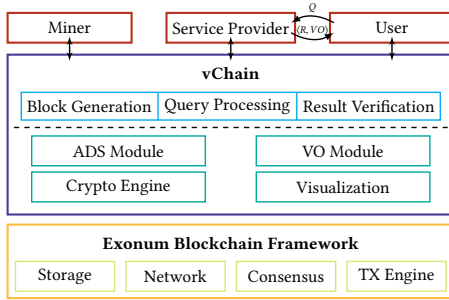 Q
Miner Service Provider ⟨R, VO⟩ User
vChain
Block Generation Query Processing Result Verification
ADS Module VO Module
Crypto Engine Visualization
Exonum Blockchain Framework
Storage Network Consensus TX Engine